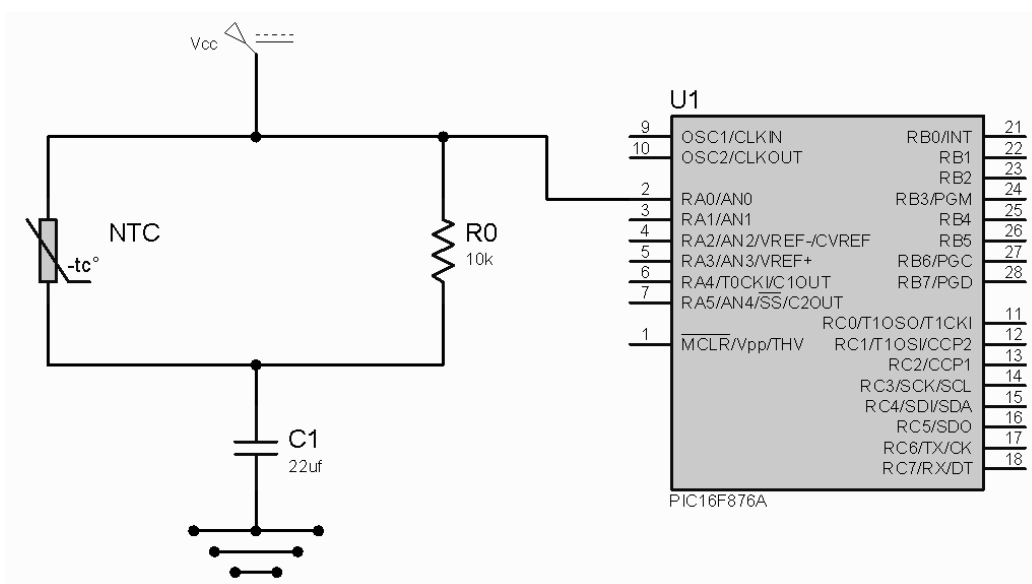 Vcc
NTC
-tc°
R0
10k
C1
22uf
U1
9 OSC1/CLKIN
10 OSC2/CLKOUT
2 RA0/AN0
3 RA1/AN1
4 RA2/AN2/VREF-/CVREF
5 RA3/AN3/VREF+
6 RA4/T0CKI/C1OUT
7 RA5/AN4/SS/C2OUT
1 MCLR/Vpp/THV
RB0/INT 21
RB1 22
RB2 23
RB3/PGM 24
RB4 25
RB5 26
RB6/PGC 27
RB7/PGD 28
RC0/T1OSO/T1CKI 11
RC1/T1OSI/CCP2 12
RC2/CCP1 13
RC3/SCK/SCL 14
RC4/SDI/SDA 15
RC5/SDO 16
RC6/TX/CK 17
RC7/RX/DT 18
PIC16F876A